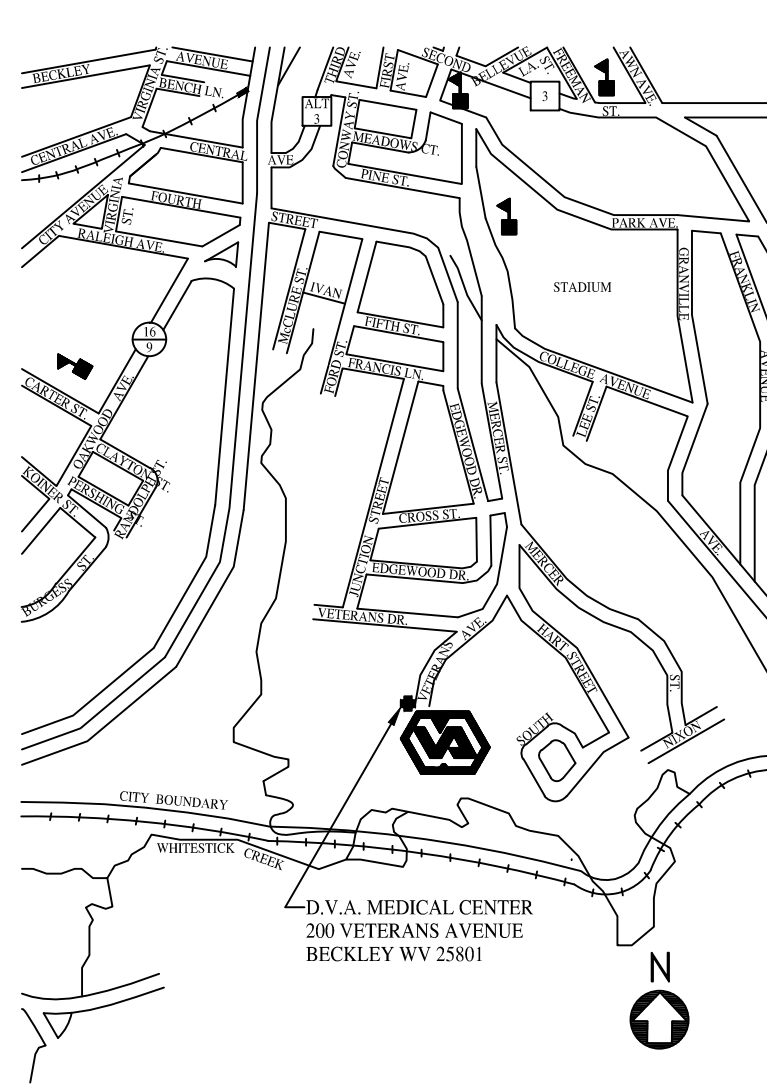 BECKLEY
VIRGINIA ST.
AVENUE
BENCH LN.
THIRD AVE.
FIRST AVE.
SECOND
BELLEVUE
LA.
ST.
FREEMAN
AWN AVE.
3
ST.
ALT
3
CENTRAL AVE.
CENTRAL
AVE
CONWAY ST.
MEADOWS CT.
PINE ST.
CITY AVENUE
VIRGINIA ST.
FOURTH
STREET
RALEIGH AVE.
PARK AVE.
STADIUM
GRANVILLE
FRANKLIN
AVENUE
McCLURE ST.
IVAN
FIFTH ST.
FORD ST.
FRANCIS LN.
16
9
COLLEGE AVENUE
LEE ST.
CARTER ST.
OAKWOOD AVE.
CLAYTON ST.
RANDOLPH ST.
PERSHING
KOINER ST.
BURGESS ST.
EDGEWOOD DR.
MERCER ST.
JUNCTION STREET
CROSS ST.
EDGEWOOD DR.
AVE.
MERCER
ST.
VETERANS DR.
VETERANS AVE.
HART STREET
SOUTH
NIXON
VA
CITY BOUNDARY
WHITESTICK CREEK
D.V.A. MEDICAL CENTER
200 VETERANS AVENUE
BECKLEY WV 25801
N